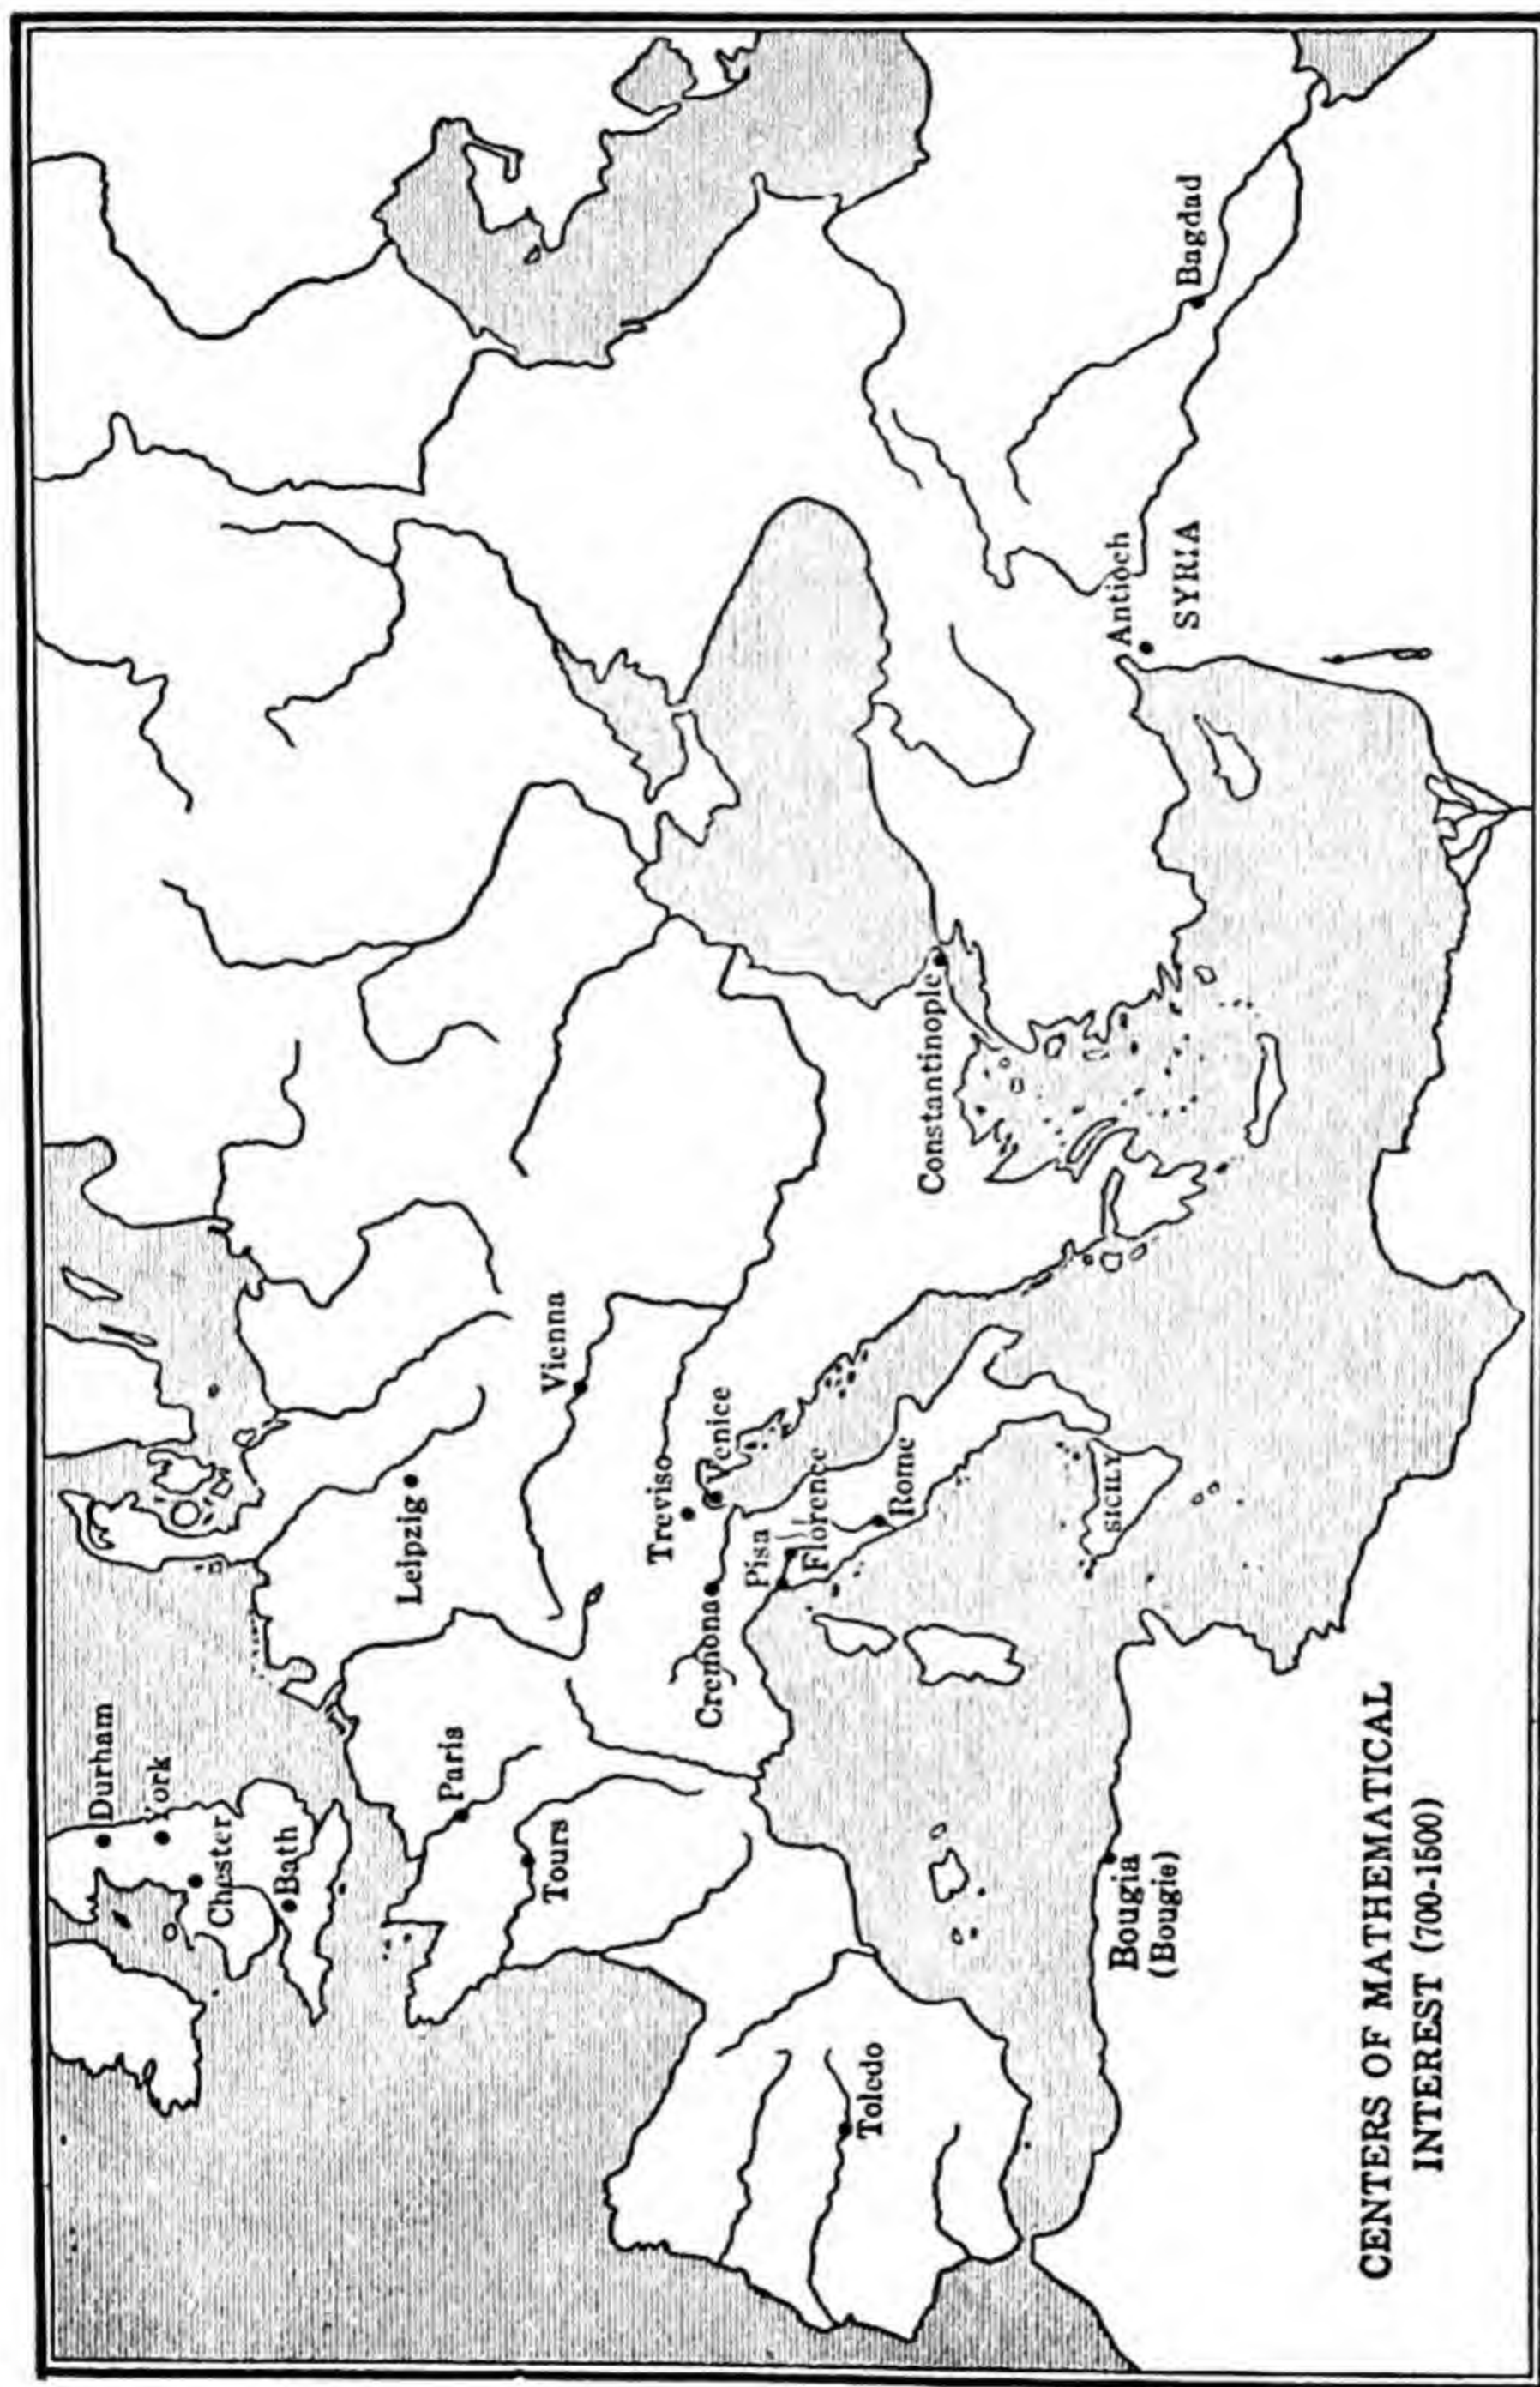 Durham
York
Chester
Bath
Paris
Tours
Leipzig
Vienna
Treviso
Venice
Cremona
Pisa
Florence
Rome
SICILY
Toledo
Bougia
(Bougie)
Constantinople
Antioch
SYRIA
Bagdad
CENTERS OF MATHEMATICAL
INTEREST (700-1500)